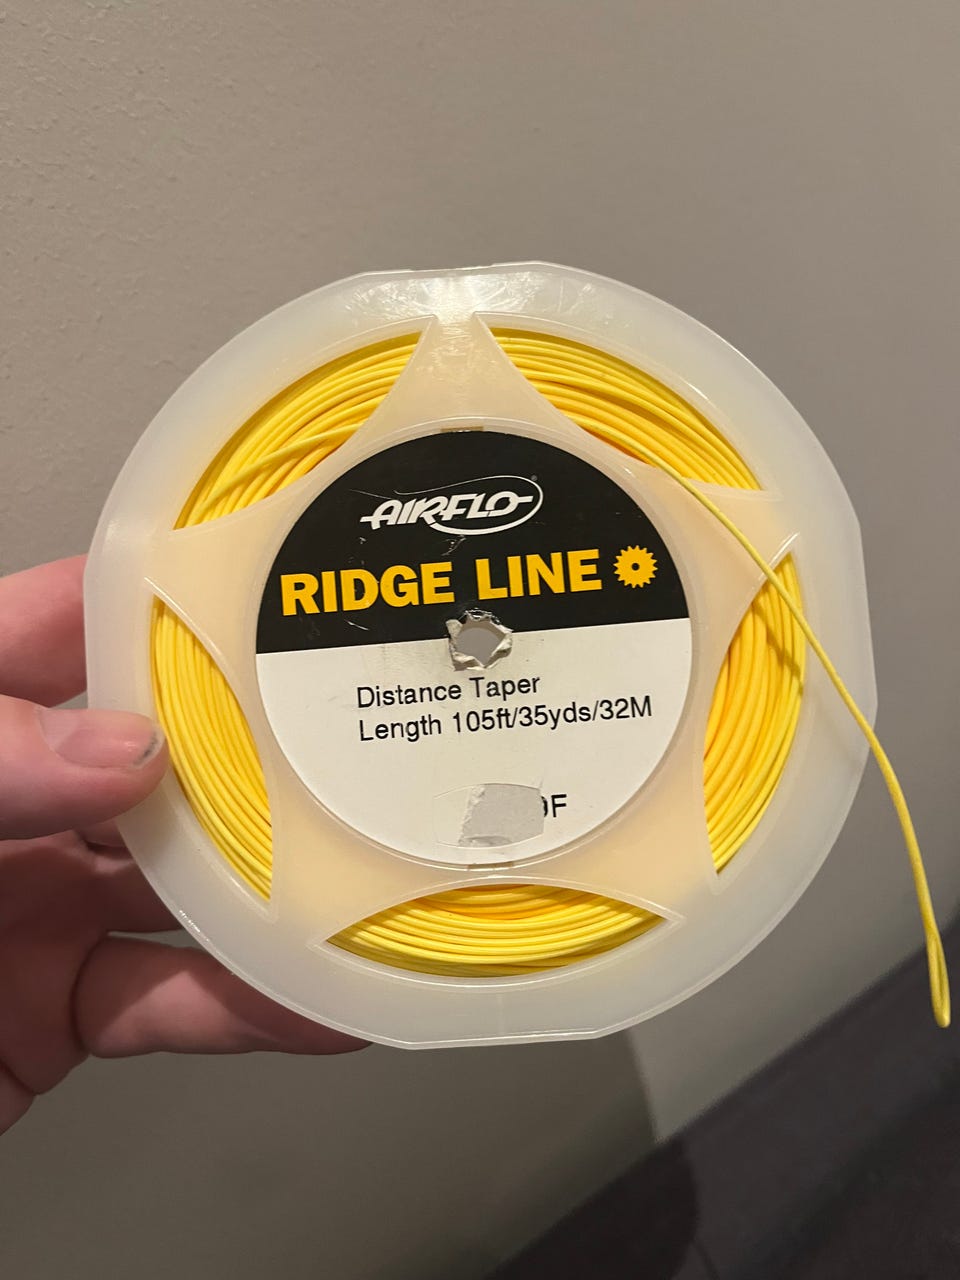 AIRFLO
RIDGE LINE
Distance Taper
Length 105ft/35yds/32M